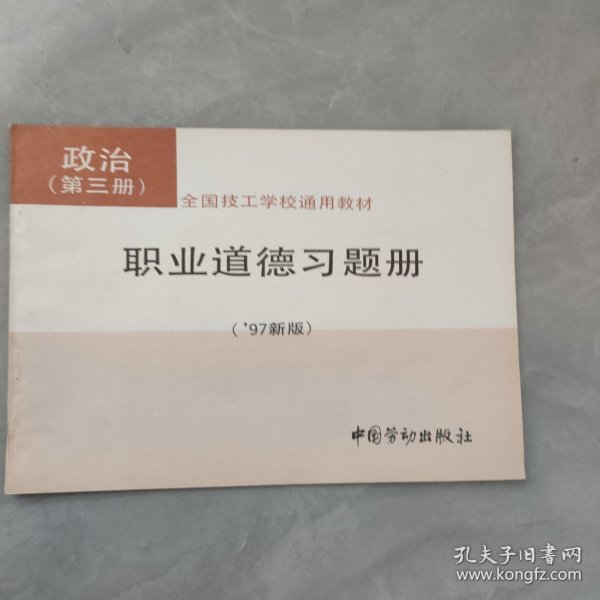 政治
(第三册)
全国技工学校通用教材
职业道德习题册
('97新版)
中国劳动出版社
孔夫子旧书网
www.kongfz.com